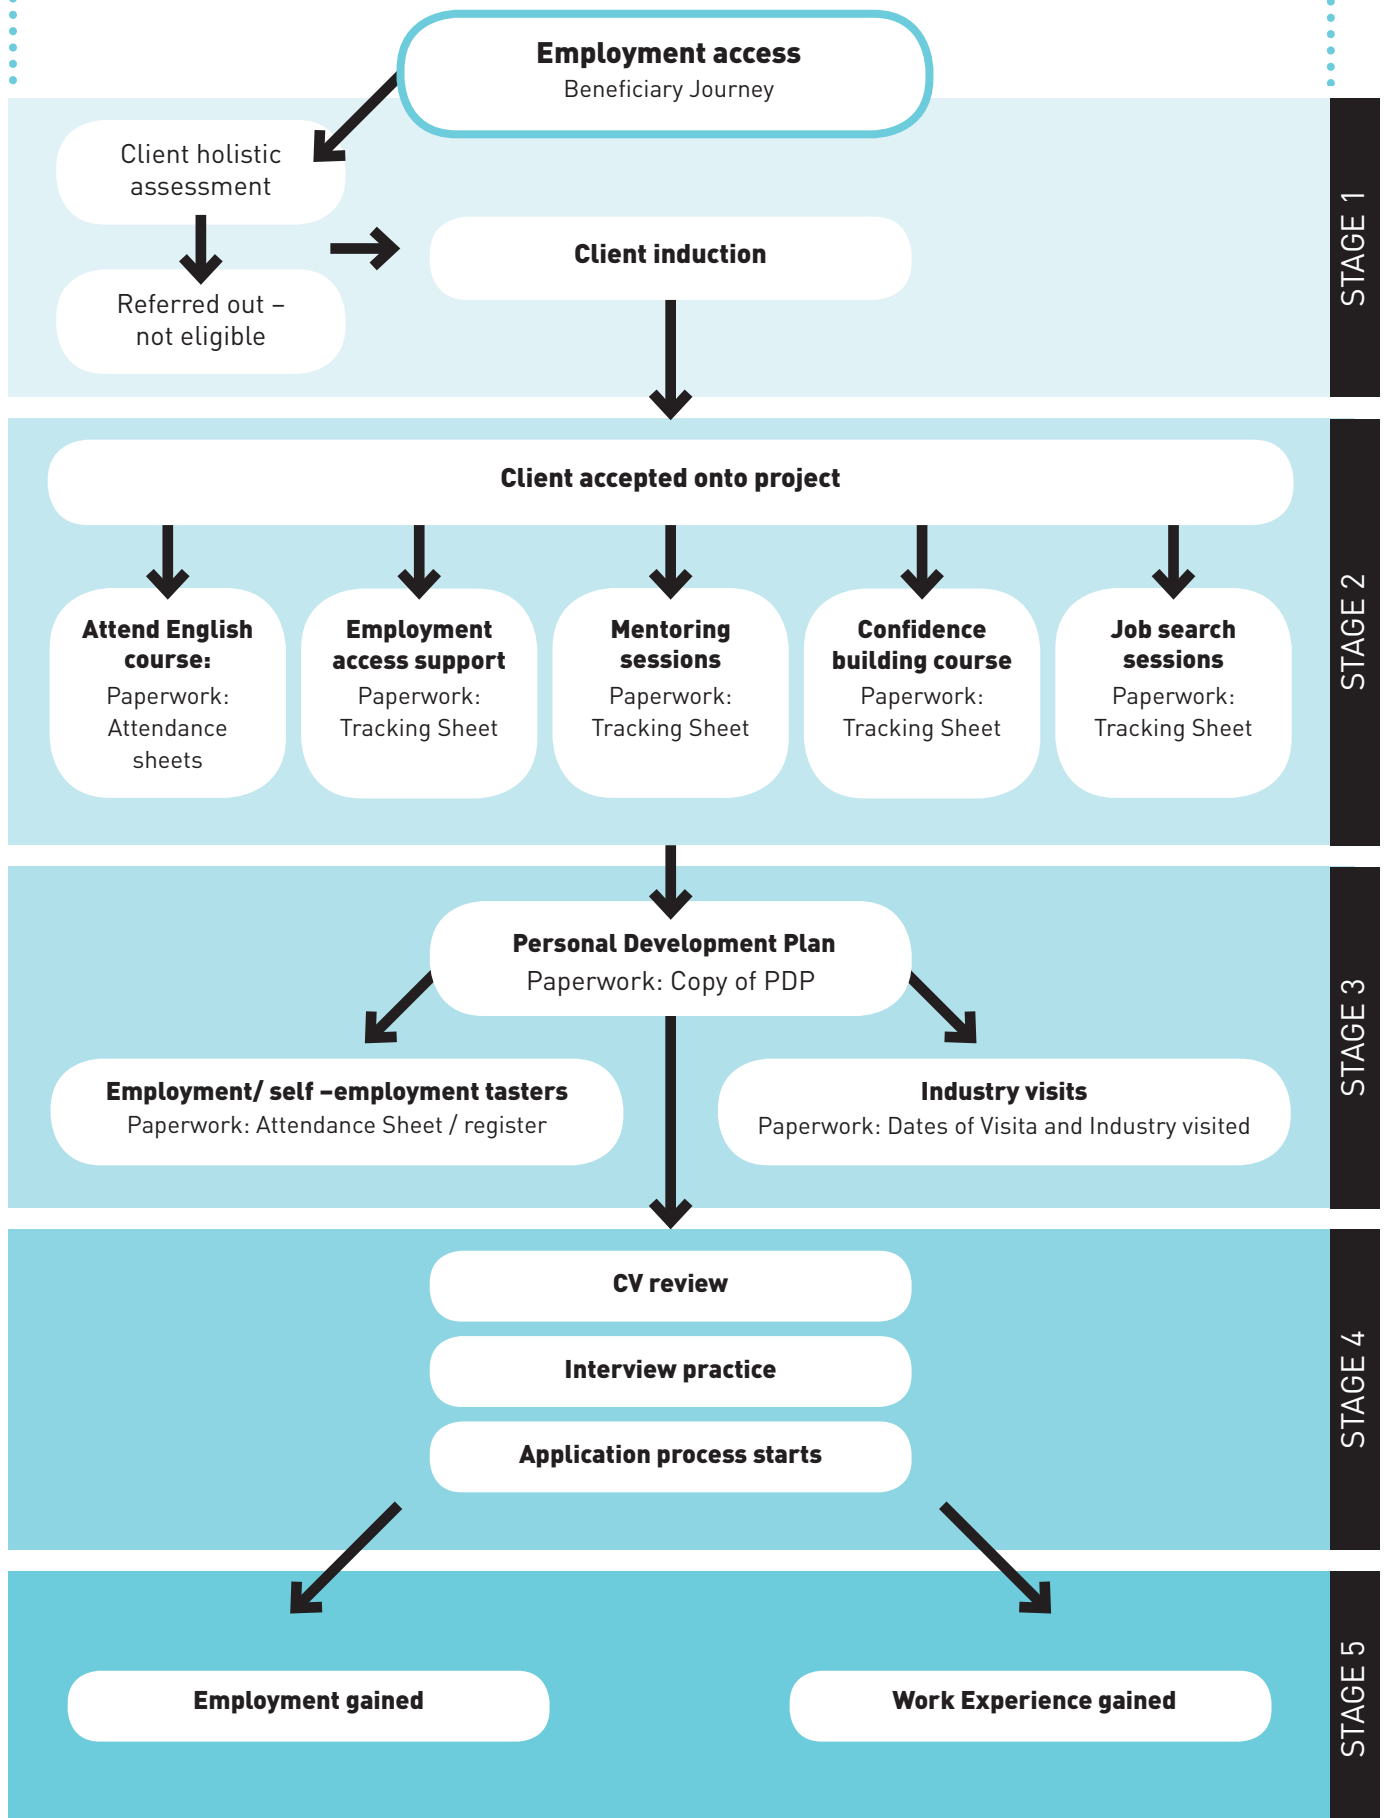 Employment access
Beneficiary Journey
Client holistic
assessment
Referred out –
not eligible
Client induction
STAGE 1
Client accepted onto project
Attend English
course:
Paperwork:
Attendance
sheets
Employment
access support
Paperwork:
Tracking Sheet
Mentoring
sessions
Paperwork:
Tracking Sheet
Confidence
building course
Paperwork:
Tracking Sheet
Job search
sessions
Paperwork:
Tracking Sheet
STAGE 2
Personal Development Plan
Paperwork: Copy of PDP
Employment/ self –employment tasters
Paperwork: Attendance Sheet / register
Industry visits
Paperwork: Dates of Visita and Industry visited
STAGE 3
CV review
Interview practice
Application process starts
STAGE 4
Employment gained
Work Experience gained
STAGE 5